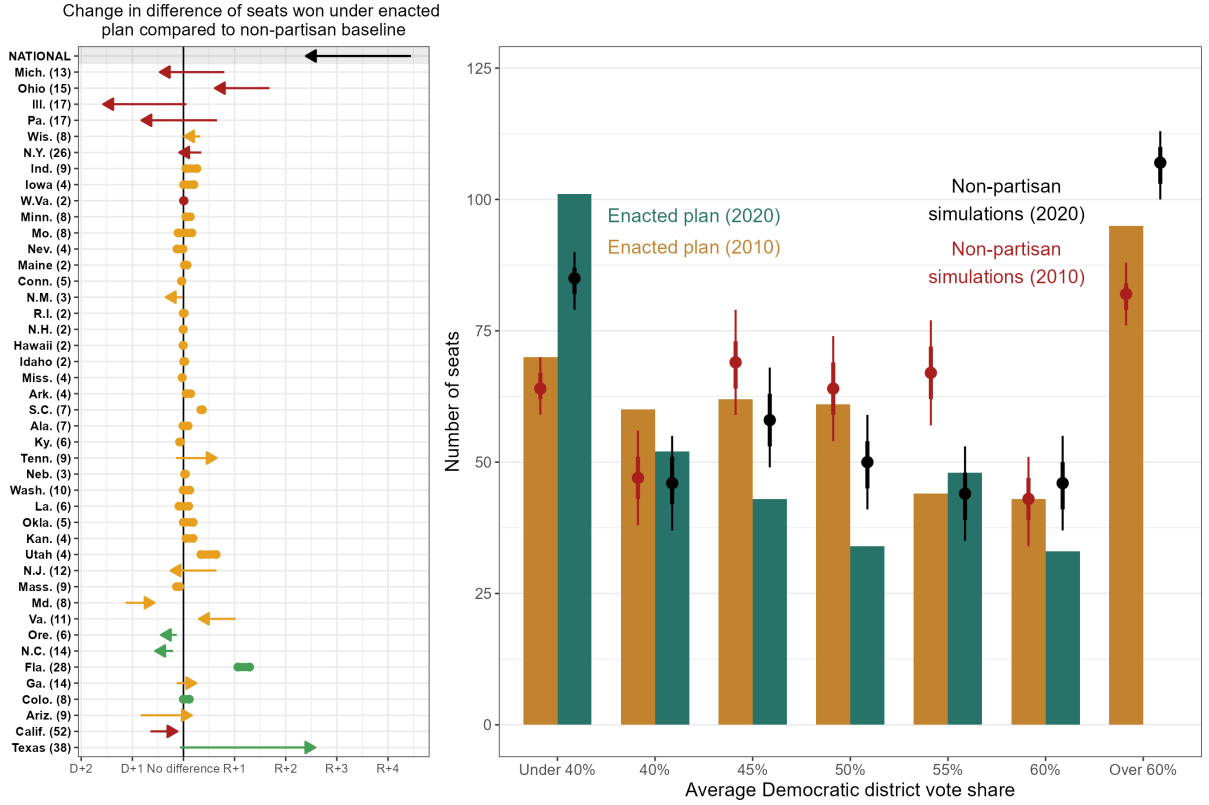 Change in difference of seats won under enacted
plan compared to non-partisan baseline
NATIONAL
Mich. (13)
Ohio (15)
Ill. (17)
Pa. (17)
Wis. (8)
N.Y. (26)
Ind. (9)
Iowa (4)
W.Va. (2)
Minn. (8)
Mo. (8)
Nev. (4)
Maine (2)
Conn. (5)
N.M. (3)
R.I. (2)
N.H. (2)
Hawaii (2)
Idaho (2)
Miss. (4)
Ark. (4)
S.C. (7)
Ala. (7)
Ky. (6)
Tenn. (9)
Neb. (3)
Wash. (10)
La. (6)
Okla. (5)
Kan. (4)
Utah (4)
N.J. (12)
Mass. (9)
Md. (8)
Va. (11)
Ore. (6)
N.C. (14)
Fla. (28)
Ga. (14)
Colo. (8)
Ariz. (9)
Calif. (52)
Texas (38)
D+2 D+1 No difference R+1 R+2 R+3 R+4
Number of seats
125
100
75
50
25
0
Enacted plan (2020)
Enacted plan (2010)
Non-partisan
simulations (2020)
Non-partisan
simulations (2010)
Under 40% 40% 45% 50% 55% 60% Over 60%
Average Democratic district vote share